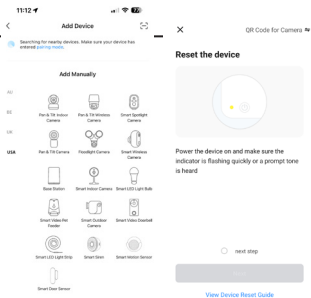 11:12
Add Device
Searching for nearby devices. Make sure your device has
entered pairing mode.
Add Manually
AU
EU
UK
USA
Pan & Tilt Indoor
Camera
Pan & Tilt Wireless
Camera
Smart Spotlight
Camera
Pan & Tilt Camera
Floodlight Camera
Smart Wireless
Camera
Base Station
Smart Indoor Camera
Smart LED Light Bulb
Smart Video Pet
Feeder
Smart Outdoor
Camera
Smart Video Doorbell
Smart LED Light Strip
Smart Siren
Smart Motion Sensor
Smart Door Sensor
QR Code for Camera
Reset the device
Power the device on and make sure the
indicator is flashing quickly or a prompt tone
is heard
next step
View Device Reset Guide